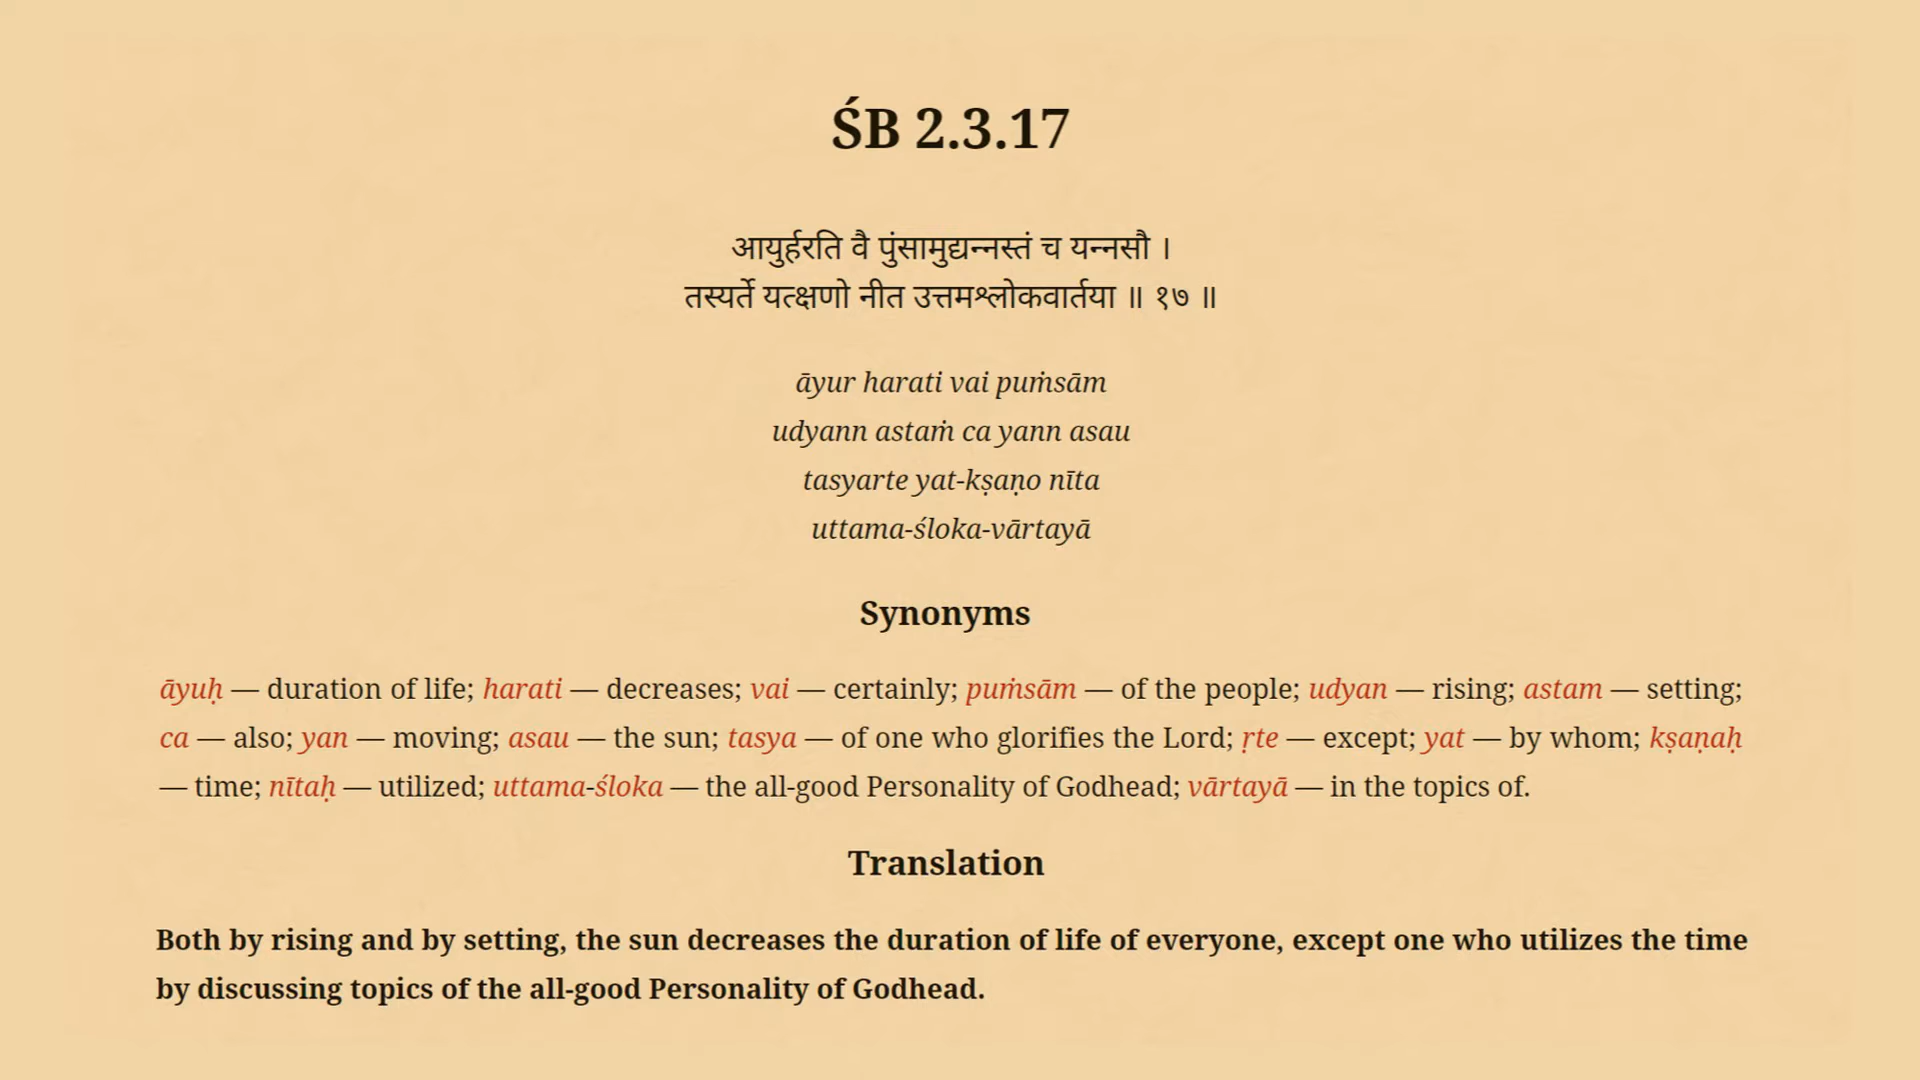 ŚB 2.3.17
आयुर्हरति वै पुंसामुद्यन्नस्तं च यन्नसौ ।
तस्यर्ते यत्क्षणो नीत उत्तमश्लोकवार्तया ॥ १७ ॥
āyur harati vai puṁsām
udyann astaṁ ca yann asau
tasyarte yat-kṣaṇo nīta
uttama-śloka-vārtayā
Synonyms
āyuḥ — duration of life; harati — decreases; vai — certainly; puṁsām — of the people; udyan — rising; astam — setting;
ca — also; yan — moving; asau — the sun; tasya — of one who glorifies the Lord; ṛte — except; yat — by whom; kṣaṇaḥ
— time; nītaḥ — utilized; uttama-śloka — the all-good Personality of Godhead; vārtayā — in the topics of.
Translation
Both by rising and by setting, the sun decreases the duration of life of everyone, except one who utilizes the time
by discussing topics of the all-good Personality of Godhead.